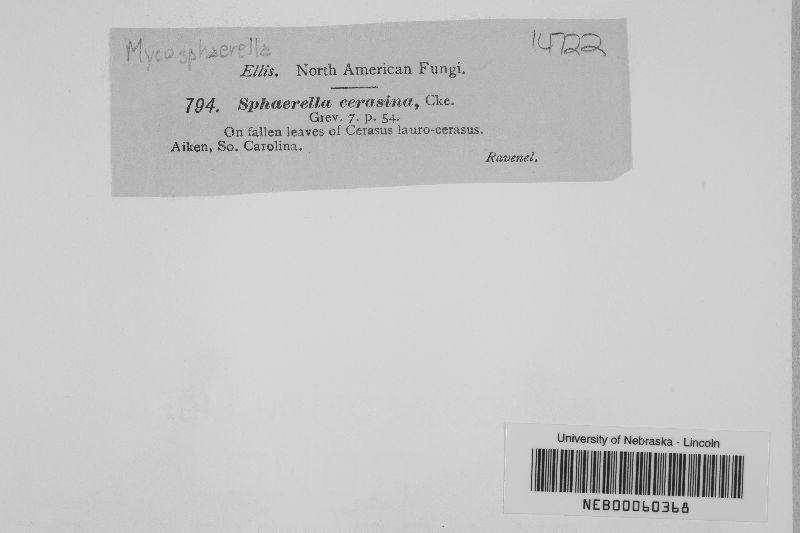 Mycosphaerella
14722
Ellis. North American Fungi.
794. Sphaerella cerasina, Cke.
Grev. 7. p. 54.
On fallen leaves of Cerasus lauro-cerasus.
Aiken, So. Carolina.
Ravenel.
University of Nebraska - Lincoln
NEB00060368